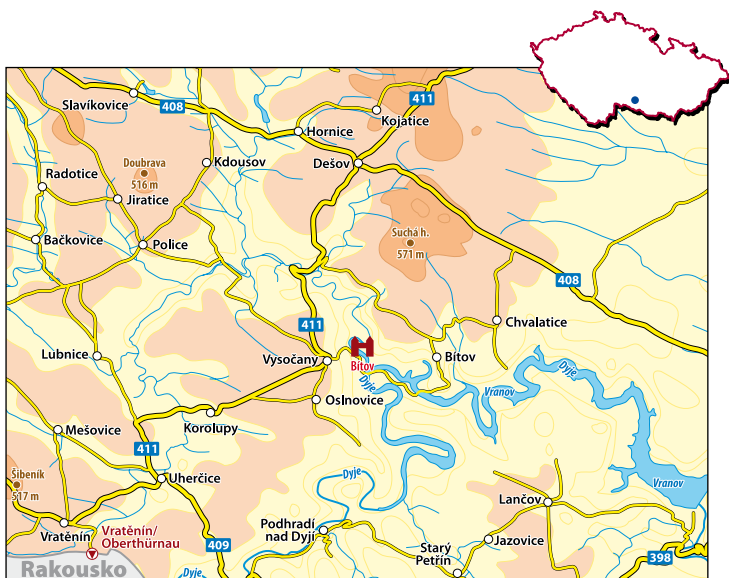 Slavíkovice
408
411
Kojatice
Hornice
Doubrava
516 m
Kdousov
Dešov
Radotice
Jiratice
Suchá h.
571 m
Bačkovice
Police
408
411
Chvalatice
Lubnice
Vysočany
Bítov
Bítov
Dyje
Dyje
Vranov
Oslnovice
Korolupy
Mešovice
411
Šibeník
517 m
Uherčice
Dyje
Vranov
Lančov
Vratěnín
Vratěnín/
Oberthürnau
Podhradí
nad Dyjí
409
Starý
Petřín
Jazovice
398
Rakousko
Dyje